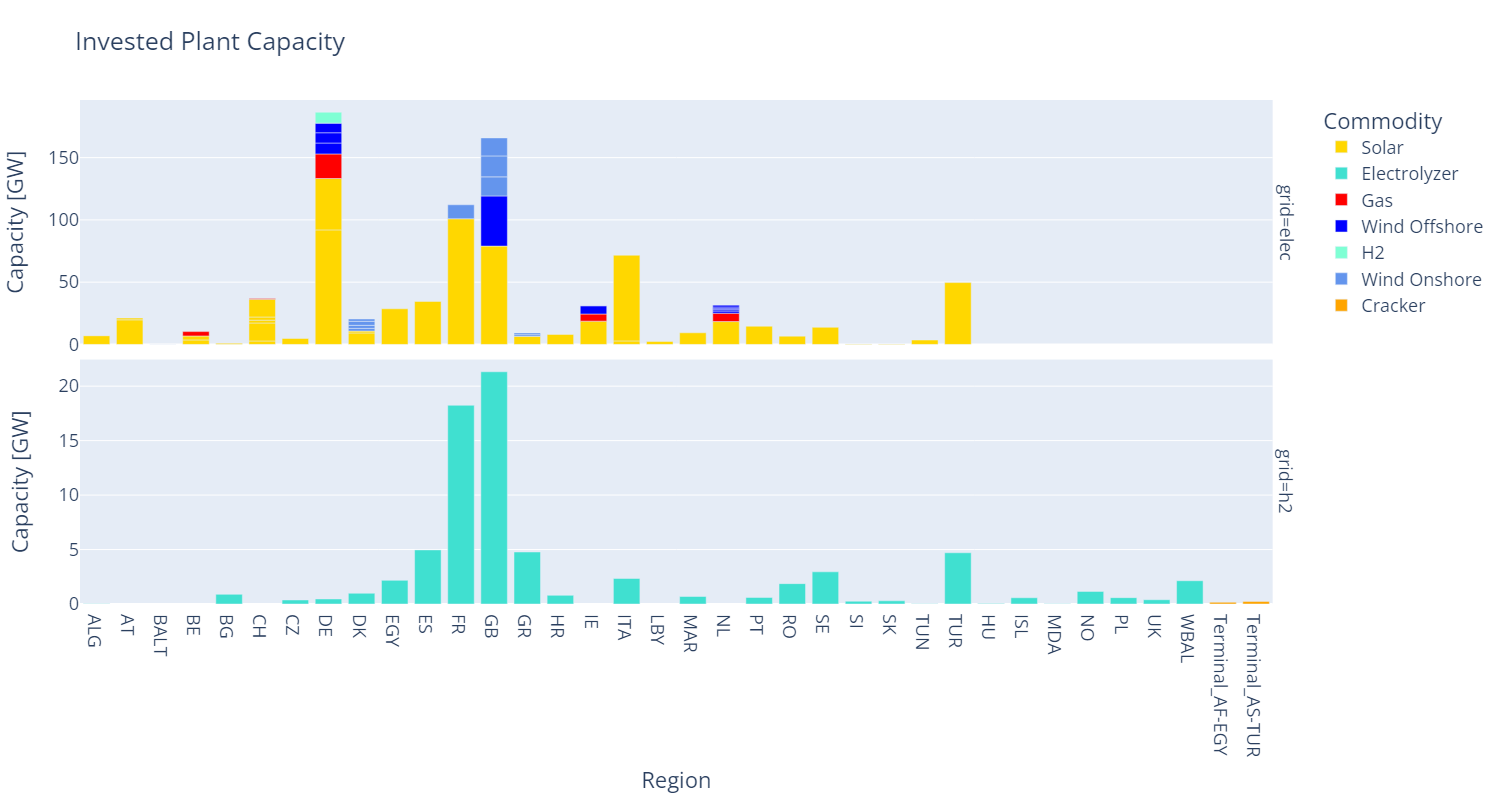 Invested Plant Capacity
Capacity [GW]
150
100
50
0
grid=elec
Capacity [GW]
20
15
10
5
0
grid=h2
ALG
AT
BALT
BE
BG
CH
CZ
DE
DK
EGY
ES
FR
GB
GR
HR
IE
ITA
LBY
MAR
NL
PT
RO
SE
SI
SK
TUN
TUR
HU
ISL
MDA
NO
PL
UK
WBAL
Terminal_AF-EGY
Terminal_AS-TUR
Region
Commodity
Solar
Electrolyzer
Gas
Wind Offshore
H2
Wind Onshore
Cracker